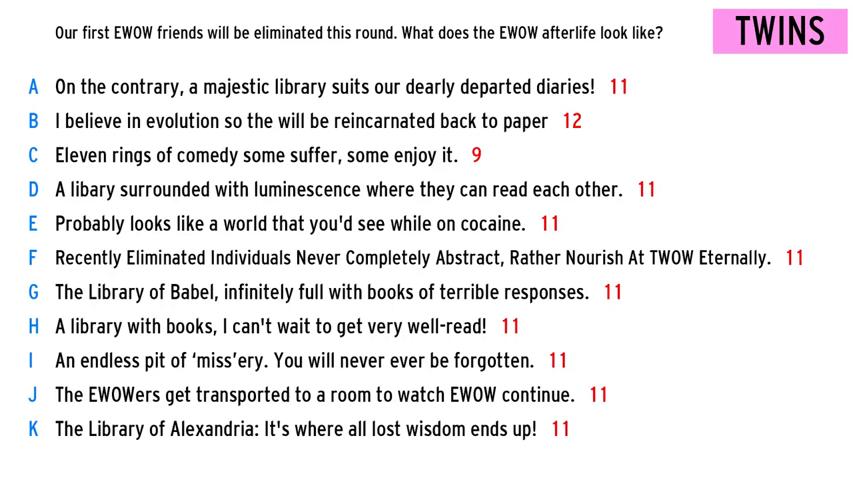 Our first EWOW friends will be eliminated this round. What does the EWOW afterlife look like?
TWINS
A On the contrary, a majestic library suits our dearly departed diaries! 11
B I believe in evolution so the will be reincarnated back to paper 12
C Eleven rings of comedy some suffer, some enjoy it. 9
D A libary surrounded with luminescence where they can read each other. 11
E Probably looks like a world that you'd see while on cocaine. 11
F Recently Eliminated Individuals Never Completely Abstract, Rather Nourish At TWOW Eternally. 11
G The Library of Babel, infinitely full with books of terrible responses. 11
H A library with books, I can't wait to get very well-read! 11
I An endless pit of ‘miss’ery. You will never ever be forgotten. 11
J The EWOWers get transported to a room to watch EWOW continue. 11
K The Library of Alexandria: It's where all lost wisdom ends up! 11